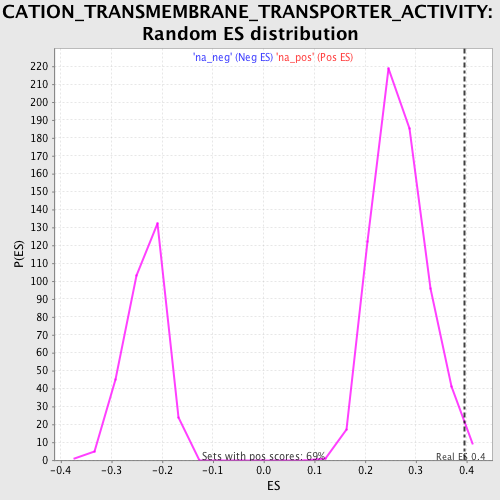 CATION_TRANSMEMBRANE_TRANSPORTER_ACTIVITY:
Random ES distribution
'na_neg' (Neg ES) 'na_pos' (Pos ES)
220
210
200
190
180
170
160
150
140
130
120
110
100
90
80
70
60
50
40
30
20
10
0
P(ES)
Sets with pos scores: 69%
Real ES 0.4
-0.4 -0.3 -0.2 -0.1 0.0 0.1 0.2 0.3 0.4
ES